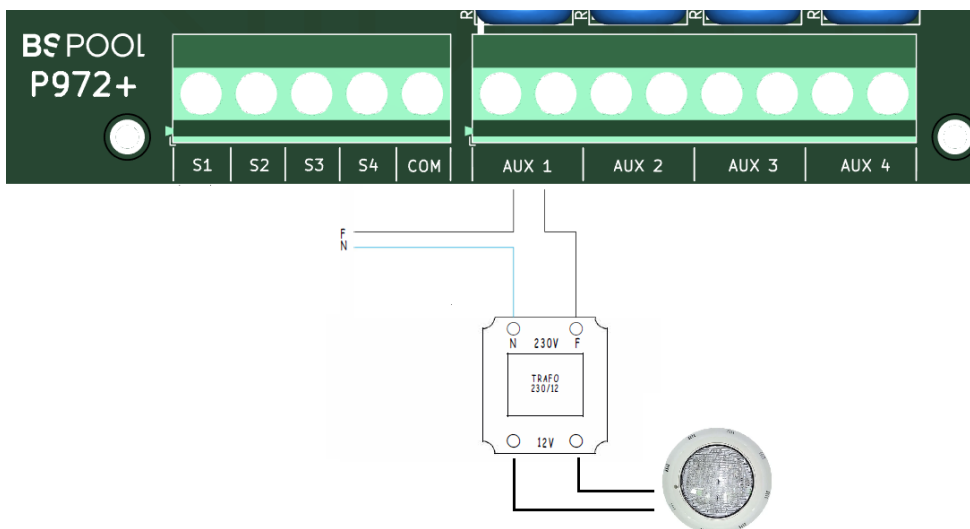 BSPOOL
P972+
R R R R
S1 S2 S3 S4 COM AUX 1 AUX 2 AUX 3 AUX 4
F
N
N 230V F
TRAFO
230/12
12V